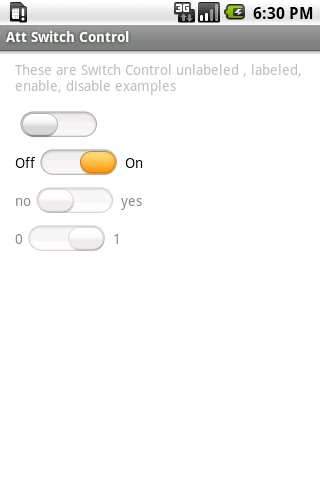 3G 6:30 PM
Att Switch Control
These are Switch Control unlabeled , labeled,
enable, disable examples
Off On
no yes
0 1